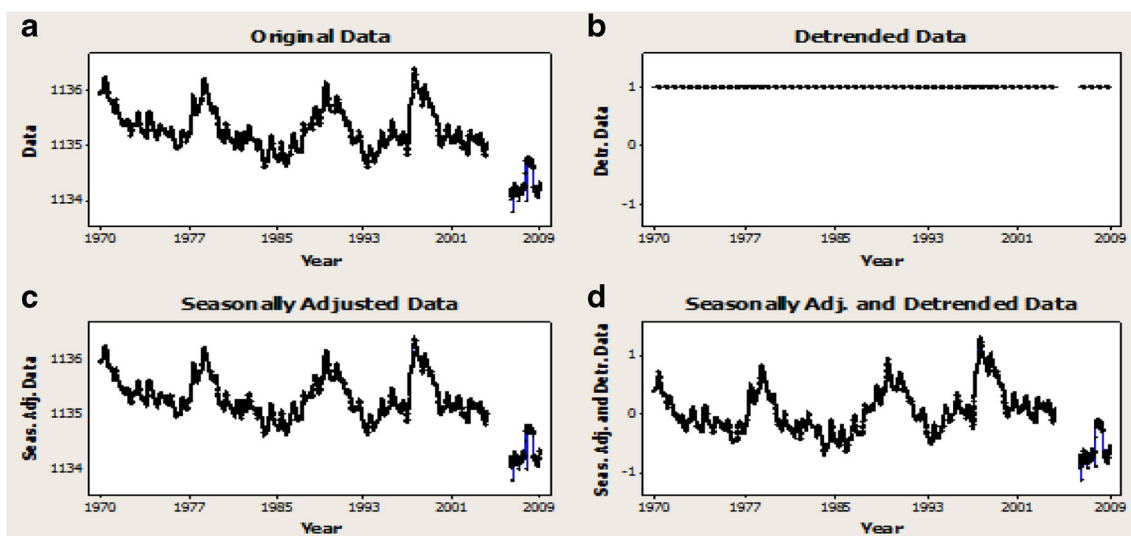 a
Original Data
Data
1136
1135
1134
1970 1977 1985 1993 2001 2009
Year
b
Detrended Data
Detr. Data
1
0
-1
1970 1977 1985 1993 2001 2009
Year
c
Seasonally Adjusted Data
Seas. Adj. Data
1136
1135
1134
1970 1977 1985 1993 2001 2009
Year
d
Seasonally Adj. and Detrended Data
Seas. Adj. and Detr. Data
1
0
-1
1970 1977 1985 1993 2001 2009
Year